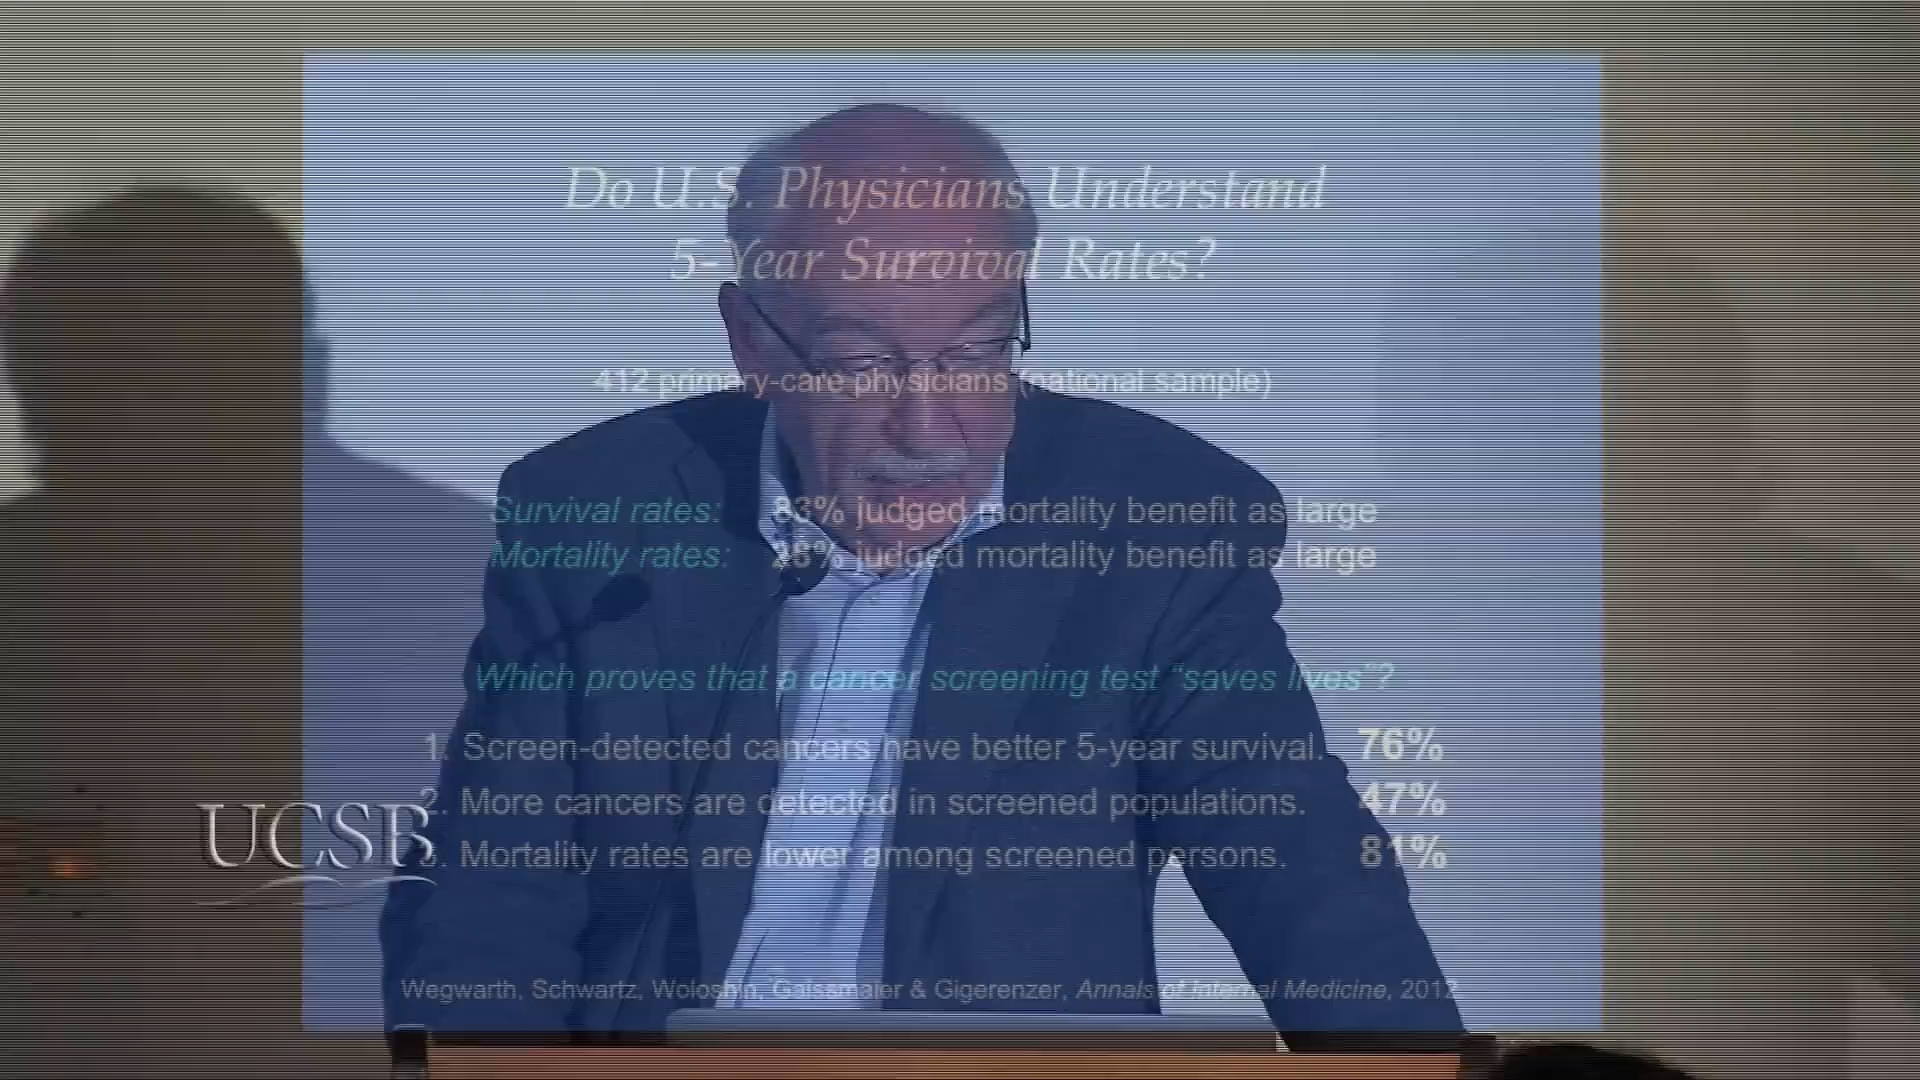 Do U.S. Physicians Understand
5-Year Survival Rates?
412 primary-care physicians (national sample)
Survival rates: 83% judged mortality benefit as large
Mortality rates: 28% judged mortality benefit as large
Which proves that a cancer screening test “saves lives”?
1. Screen-detected cancers have better 5-year survival. 76%
2. More cancers are detected in screened populations. 47%
3. Mortality rates are lower among screened persons. 81%
UCSB
Wegwarth, Schwartz, Woloshin, Gaissmaier & Gigerenzer, Annals of Internal Medicine, 2012